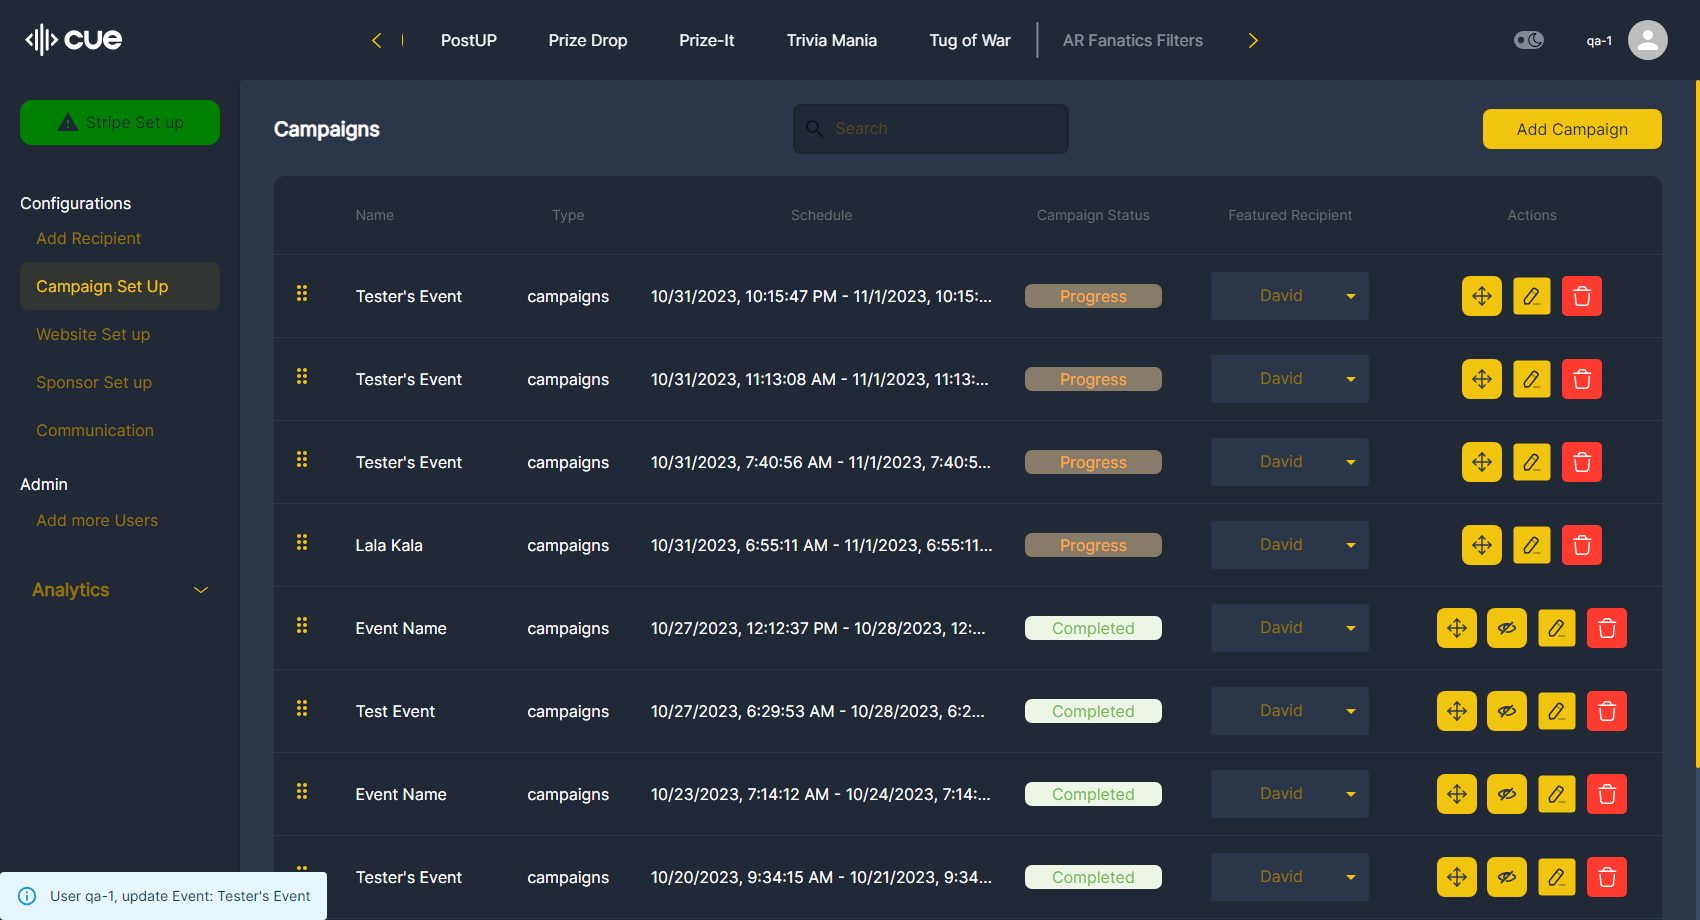 cue
PostUP
Prize Drop
Prize-It
Trivia Mania
Tug of War
AR Fanatics Filters
qa-1
Stripe Set up
Configurations
Add Recipient
Campaign Set Up
Website Set up
Sponsor Set up
Communication
Admin
Add more Users
Analytics
Campaigns
Search
Add Campaign
Name Type Schedule Campaign Status Featured Recipient Actions
Tester's Event campaigns 10/31/2023, 10:15:47 PM - 11/1/2023, 10:15:... Progress David
Tester's Event campaigns 10/31/2023, 11:13:08 AM - 11/1/2023, 11:13:... Progress David
Tester's Event campaigns 10/31/2023, 7:40:56 AM - 11/1/2023, 7:40:5... Progress David
Lala Kala campaigns 10/31/2023, 6:55:11 AM - 11/1/2023, 6:55:11... Progress David
Event Name campaigns 10/27/2023, 12:12:37 PM - 10/28/2023, 12:... Completed David
Test Event campaigns 10/27/2023, 6:29:53 AM - 10/28/2023, 6:2... Completed David
Event Name campaigns 10/23/2023, 7:14:12 AM - 10/24/2023, 7:14:... Completed David
Tester's Event campaigns 10/20/2023, 9:34:15 AM - 10/21/2023, 9:34... Completed David
User qa-1, update Event: Tester's Event